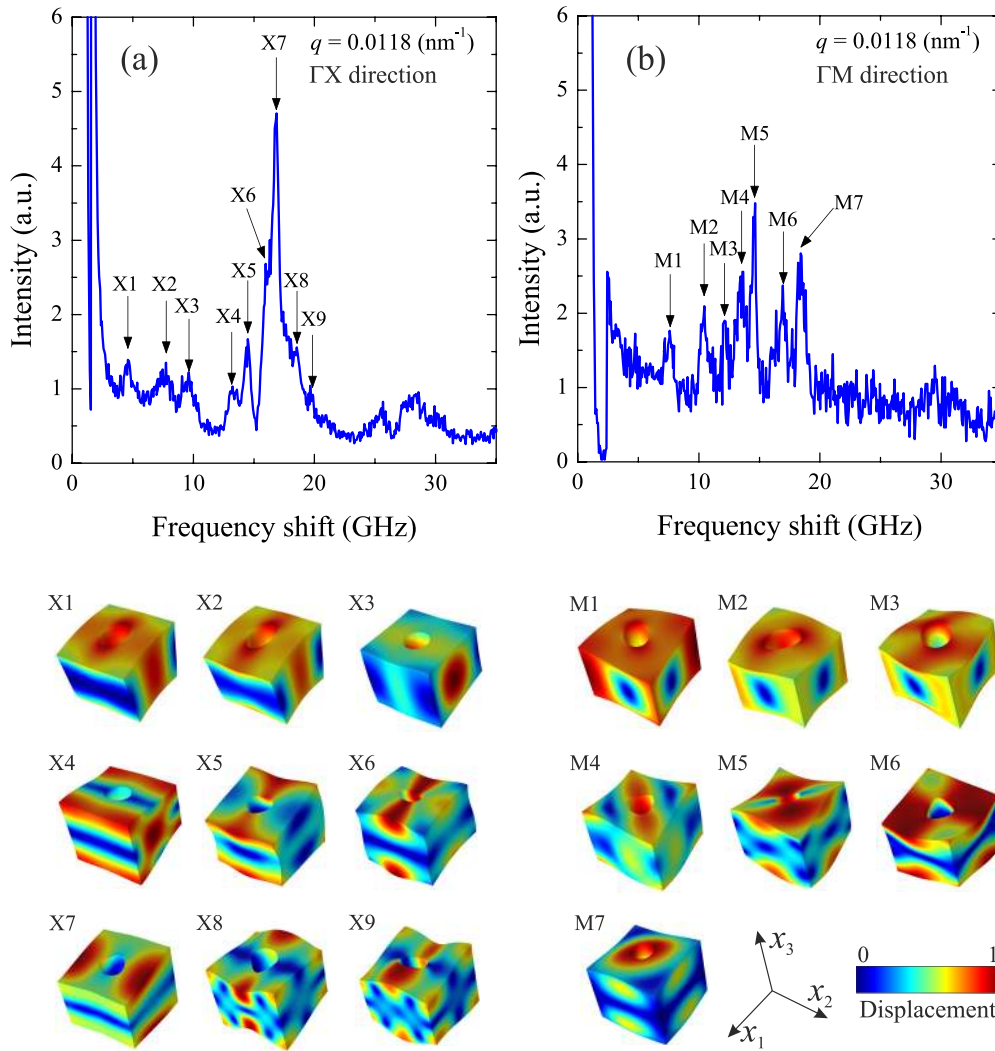 (a)
q = 0.0118 (nm⁻¹)
ΓX direction
X1
X2
X3
X4
X5
X6
X7
X8
X9
Intensity (a.u.)
0
1
2
3
4
5
6
0
10
20
30
Frequency shift (GHz)
(b)
q = 0.0118 (nm⁻¹)
ΓM direction
M1
M2
M3
M4
M5
M6
M7
Intensity (a.u.)
0
1
2
3
4
5
6
0
10
20
30
Frequency shift (GHz)
X1 X2 X3
X4 X5 X6
X7 X8 X9
M1 M2 M3
M4 M5 M6
M7
x₃
x₂
x₁
0 1
Displacement